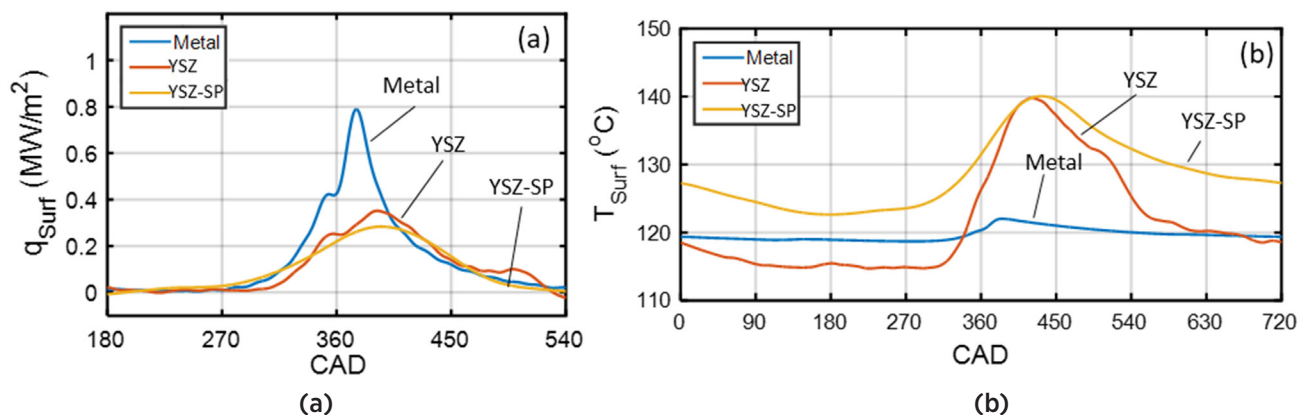 (a)
Metal
YSZ
YSZ-SP
Metal
YSZ
YSZ-SP
q_Surf (MW/m²)
1
0.8
0.6
0.4
0.2
0
180 270 360 450 540
CAD
(a)
(b)
Metal
YSZ
YSZ-SP
YSZ
YSZ-SP
Metal
T_Surf (°C)
150
140
130
120
110
0 90 180 270 360 450 540 630 720
CAD
(b)